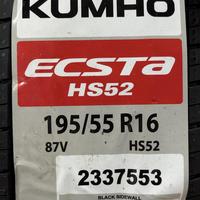 KUMHO
ECSTA
HS52
195/55 R16
87V HS52
2337553
BLACK SIDEWALL